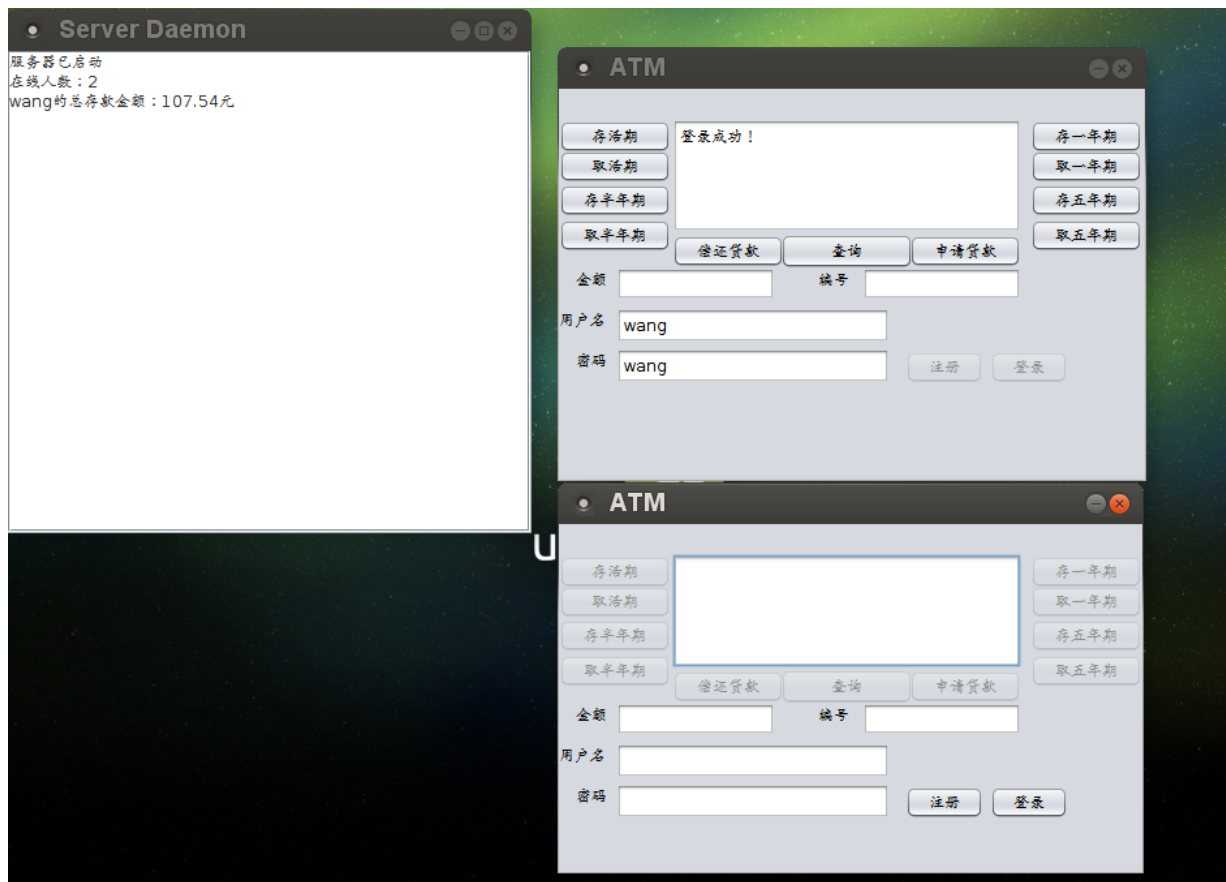 Server Daemon
服务器已启动
在线人数：2
wang的总存款金额：107.54元
ATM
存活期
登录成功！
存一年期
取活期
取一年期
存半年期
存五年期
取半年期
取五年期
偿还贷款
查询
申请贷款
金额
编号
用户名
wang
密码
wang
注册
登录
U
ATM
存活期
存一年期
取活期
取一年期
存半年期
存五年期
取半年期
取五年期
偿还贷款
查询
申请贷款
金额
编号
用户名
密码
注册
登录